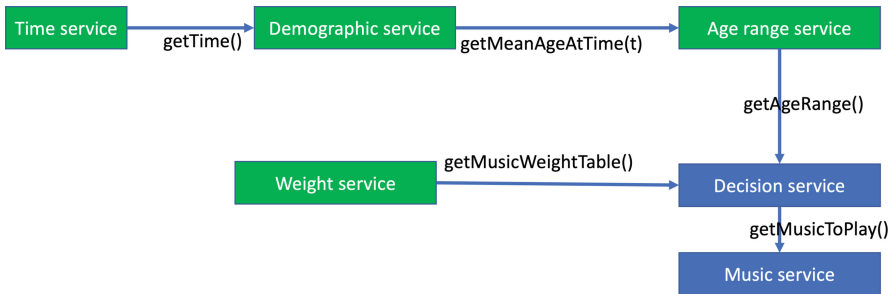 Time service
getTime()
Demographic service
getMeanAgeAtTime(t)
Age range service
getAgeRange()
Weight service
getMusicWeightTable()
Decision service
getMusicToPlay()
Music service